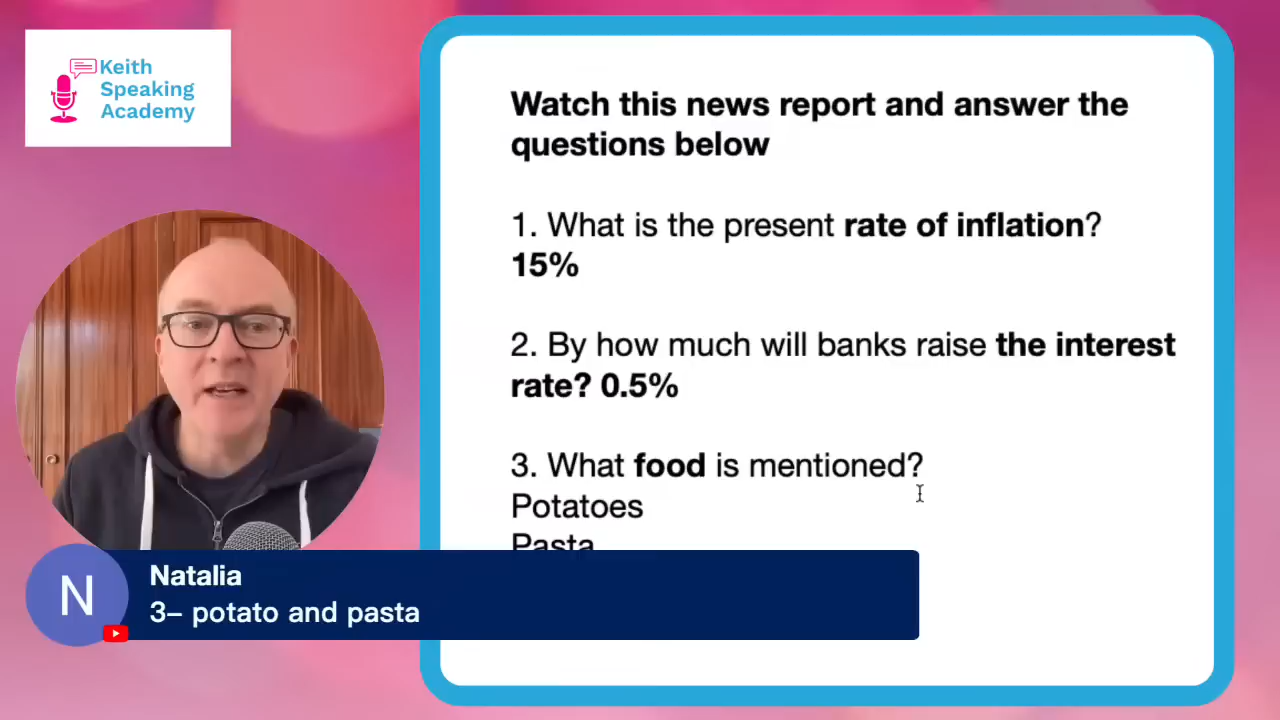 Keith
Speaking
Academy
Watch this news report and answer the
questions below
1. What is the present rate of inflation?
15%
2. By how much will banks raise the interest
rate? 0.5%
3. What food is mentioned?
Potatoes
Pasta
N
Natalia
3– potato and pasta